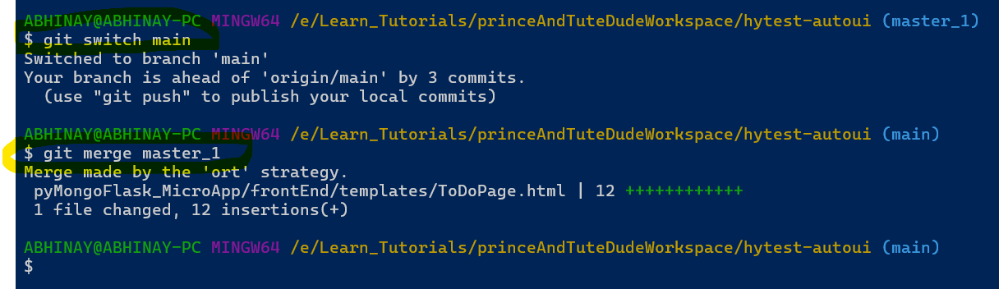 ABHINAY@ABHINAY-PC MINGW64 /e/Learn_Tutorials/princeAndTuteDudeWorkspace/hytest-autoui (master_1)
$ git switch main
Switched to branch 'main'
Your branch is ahead of 'origin/main' by 3 commits.
  (use "git push" to publish your local commits)
ABHINAY@ABHINAY-PC MINGW64 /e/Learn_Tutorials/princeAndTuteDudeWorkspace/hytest-autoui (main)
$ git merge master_1
Merge made by the 'ort' strategy.
 pyMongoFlask_MicroApp/frontEnd/templates/ToDoPage.html | 12 ++++++++++++
 1 file changed, 12 insertions(+)
ABHINAY@ABHINAY-PC MINGW64 /e/Learn_Tutorials/princeAndTuteDudeWorkspace/hytest-autoui (main)
$